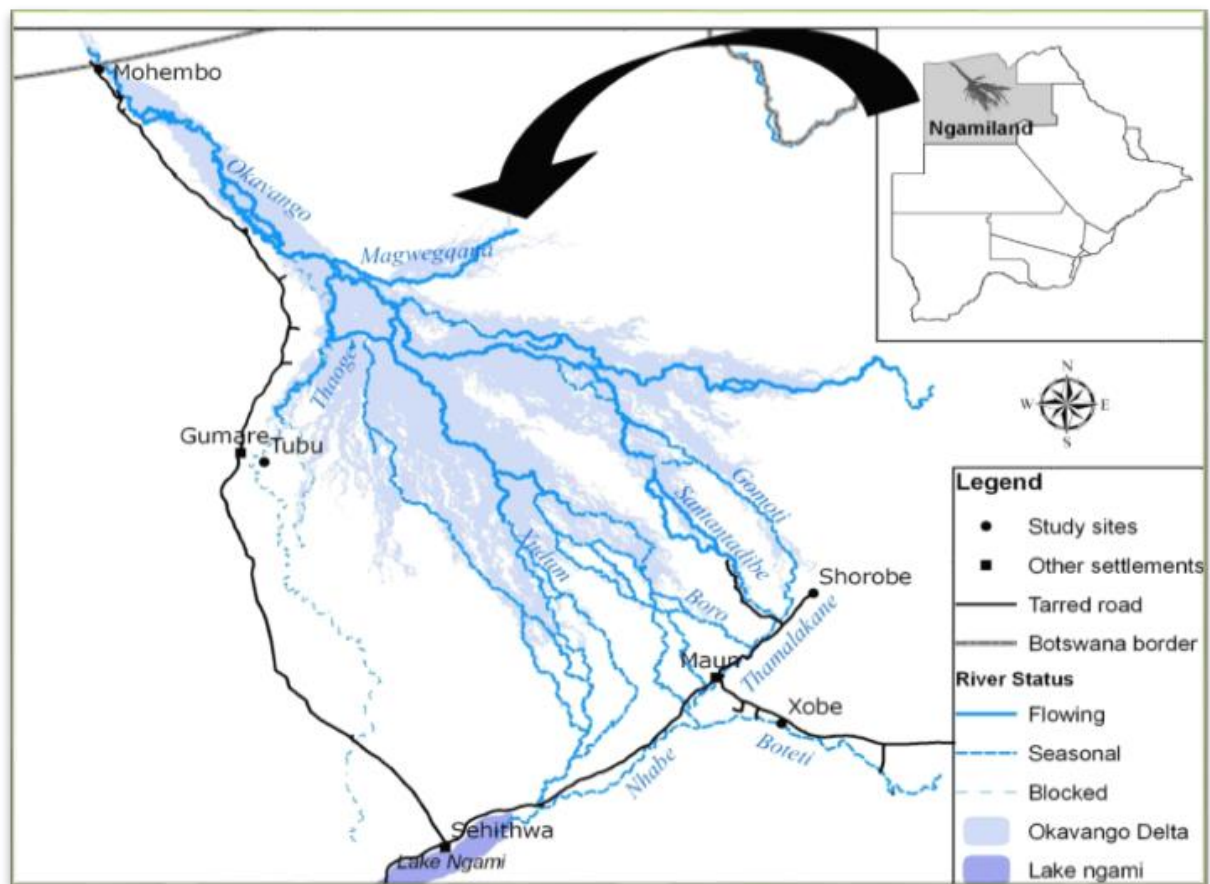 Mohembo
Ngamiland
Okavango
Magwegqana
N
W E
S
Thaoge
Gumare
Tubu
Gomoti
Santantadibe
Xudum
Boro
Shorobe
Thamalakane
Maun
Xobe
Boteti
Nhabe
Sehithwa
Lake Ngami
Legend
Study sites
Other settlements
Tarred road
Botswana border
River Status
Flowing
Seasonal
Blocked
Okavango Delta
Lake ngami